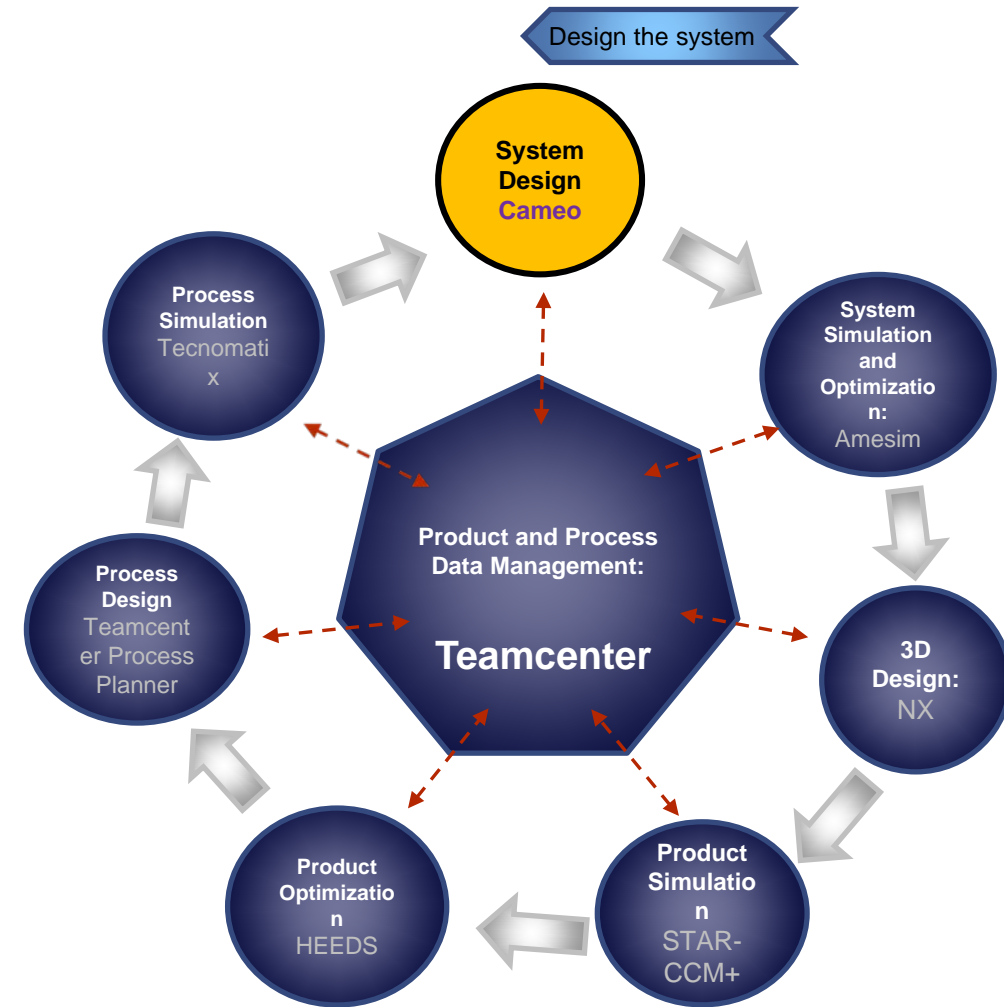 Design the system
System
Design
Cameo
System
Simulation
and
Optimizatio
n:
Amesim
3D
Design:
NX
Product
Simulatio
n
STAR-
CCM+
Product
Optimizatio
n
HEEDS
Process
Design
Teamcent
er Process
Planner
Process
Simulation
Tecnomati
x
Product and Process
Data Management:
Teamcenter